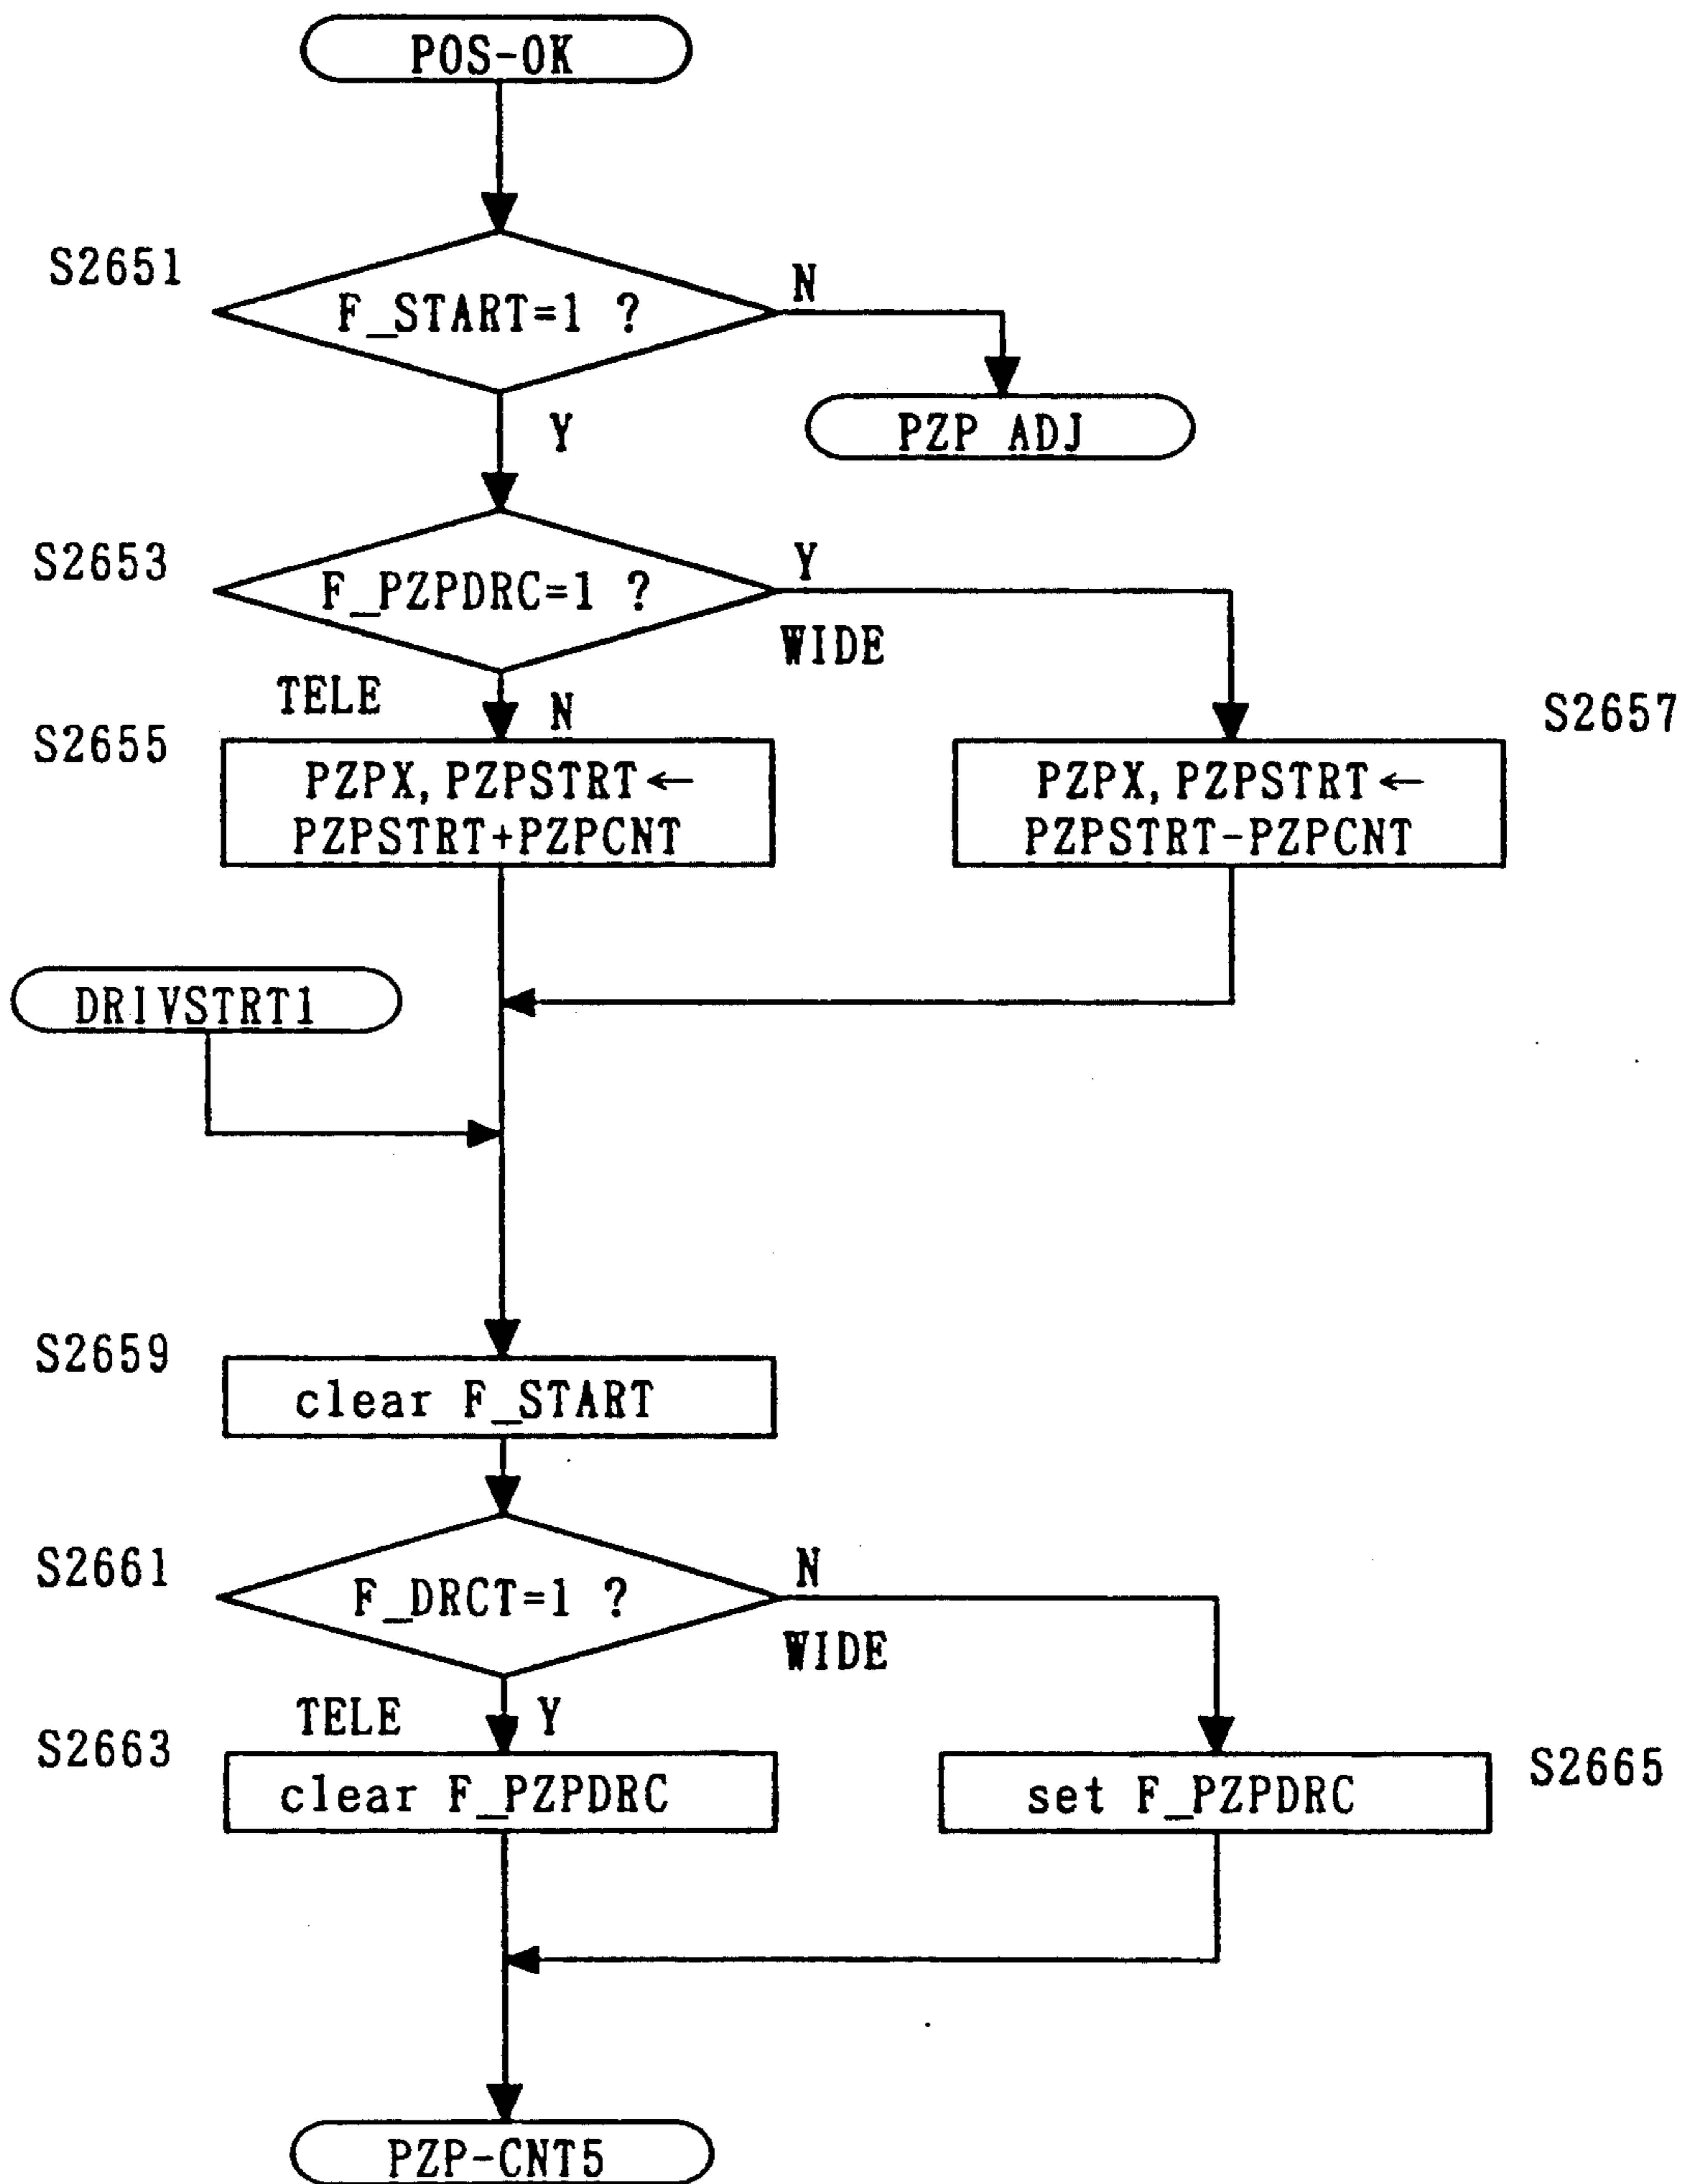 POS-OK
S2651
F_START=1 ?
N
PZP ADJ
Y
S2653
F_PZPDRC=1 ?
Y
WIDE
TELE
N
S2655
PZPX, PZPSTRT←
PZPSTRT+PZPCNT
S2657
PZPX, PZPSTRT←
PZPSTRT-PZPCNT
DRIVSTRT1
S2659
clear F_START
S2661
F_DRCT=1 ?
N
WIDE
TELE
Y
S2663
clear F_PZPDRC
set F_PZPDRC
S2665
PZP-CNT5